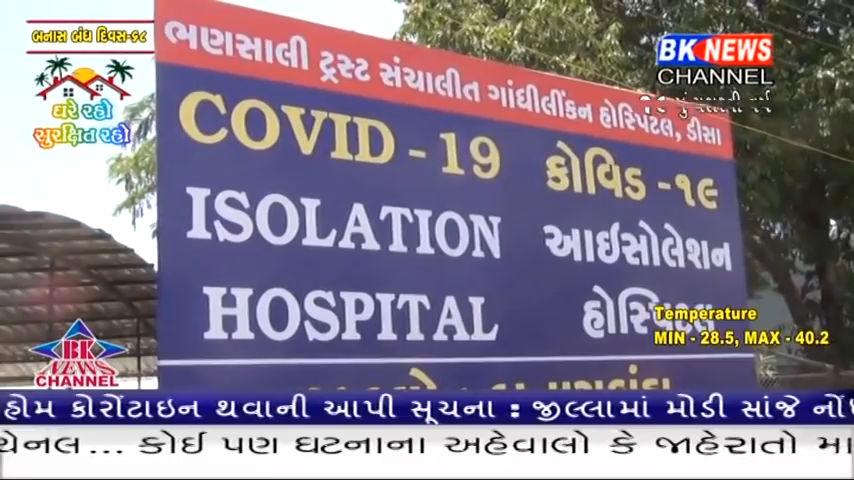 બનાસ બંધ દિવસ-૬૮
ઘરે રહો
સુરક્ષિત રહો
BK NEWS
CHANNEL
ભણસાલી ટ્રસ્ટ સંચાલીત ગાંધીલીંકન હોસ્પિટલ, ડીસા
COVID - 19 કોવિડ -૧૯
ISOLATION આઈસોલેશન
HOSPITAL હોસ્પિટલ
Temperature
MIN - 28.5, MAX - 40.2
BK
NEWS
CHANNEL
હોમ કોરોંટાઇન થવાની આપી સૂચના : જીલ્લામાં મોડી સાંજે
ચેનલ... કોઈ પણ ઘટનાના અહેવાલો કે જાહેરાતો